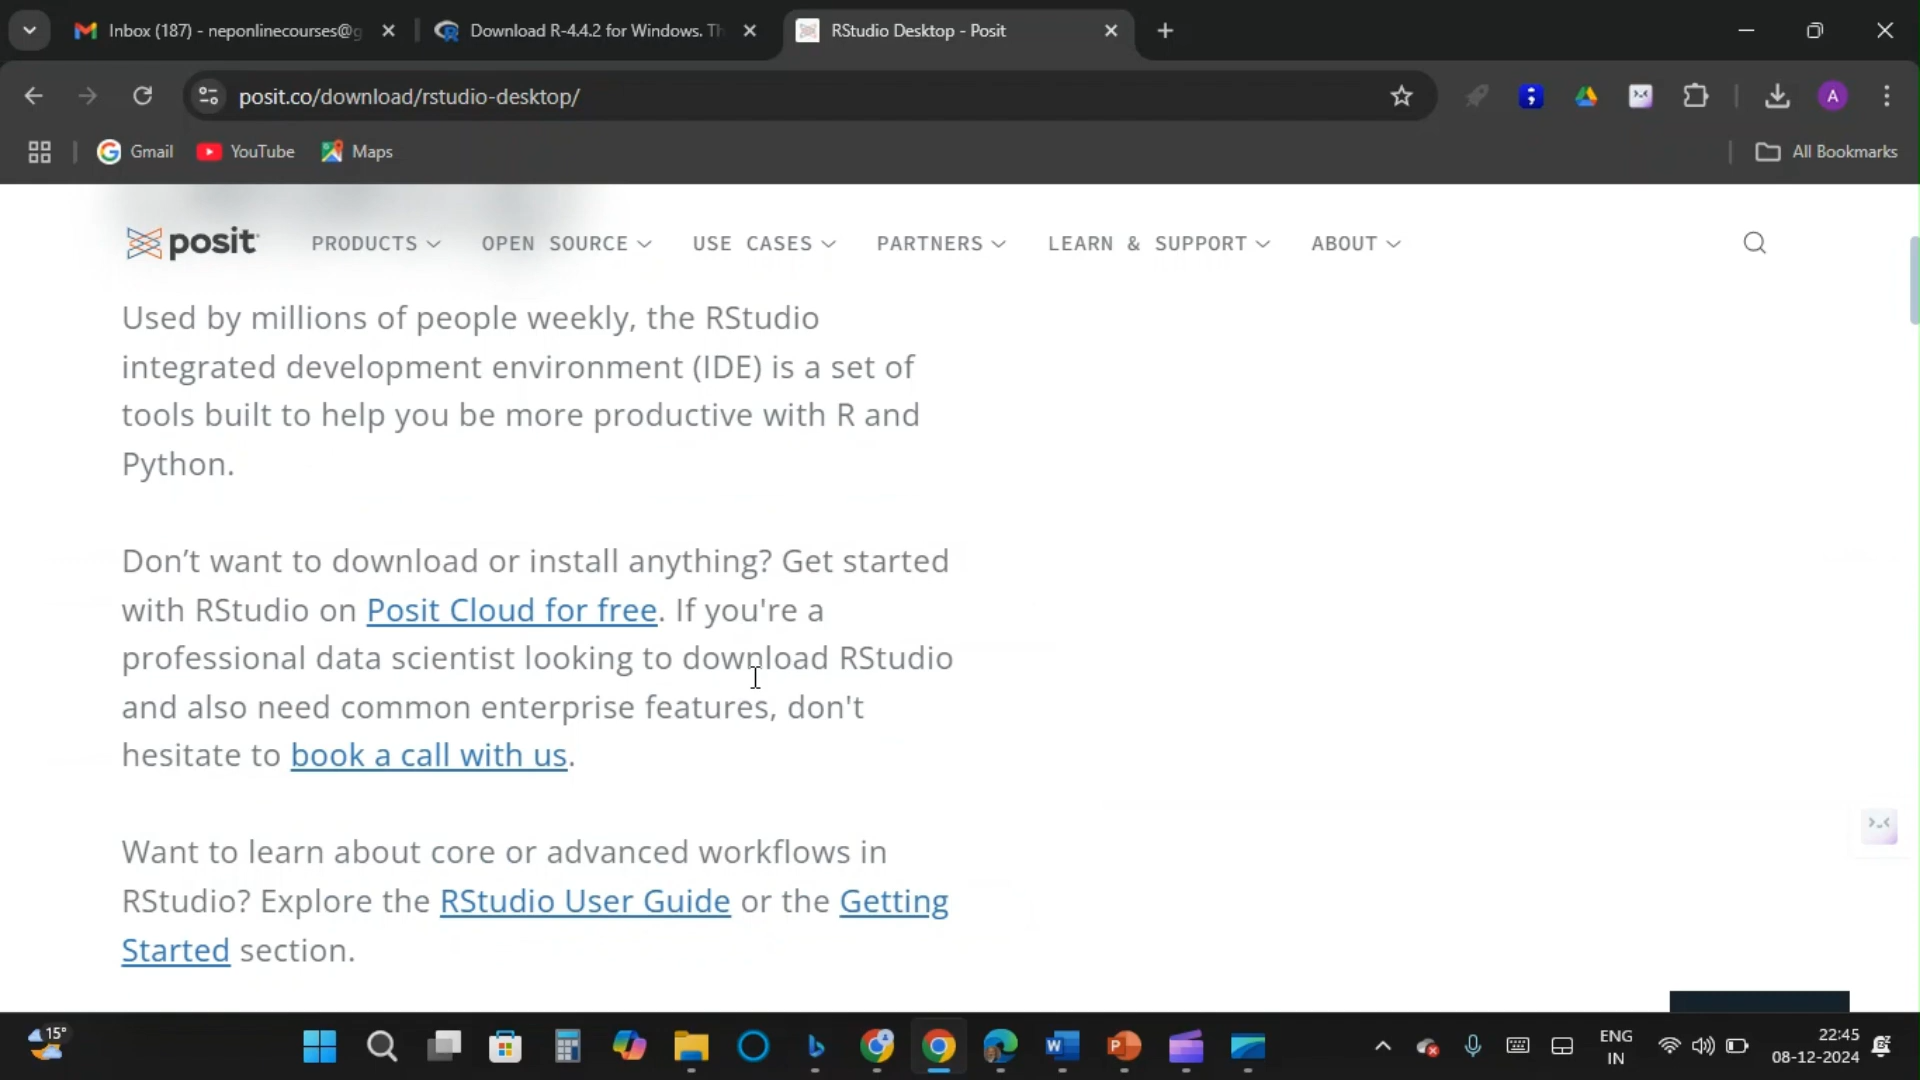 Inbox (187) - neponlinecourses@g
Download R-4.4.2 for Windows. Th
RStudio Desktop - Posit
posit.co/download/rstudio-desktop/
A
Gmail
YouTube
Maps
All Bookmarks
posit
PRODUCTS
OPEN SOURCE
USE CASES
PARTNERS
LEARN & SUPPORT
ABOUT
Used by millions of people weekly, the RStudio
integrated development environment (IDE) is a set of
tools built to help you be more productive with R and
Python.
Don’t want to download or install anything? Get started
with RStudio on Posit Cloud for free. If you're a
professional data scientist looking to download RStudio
and also need common enterprise features, don't
hesitate to book a call with us.
Want to learn about core or advanced workflows in
RStudio? Explore the RStudio User Guide or the Getting
Started section.
15°
ENG
IN
22:45
08-12-2024